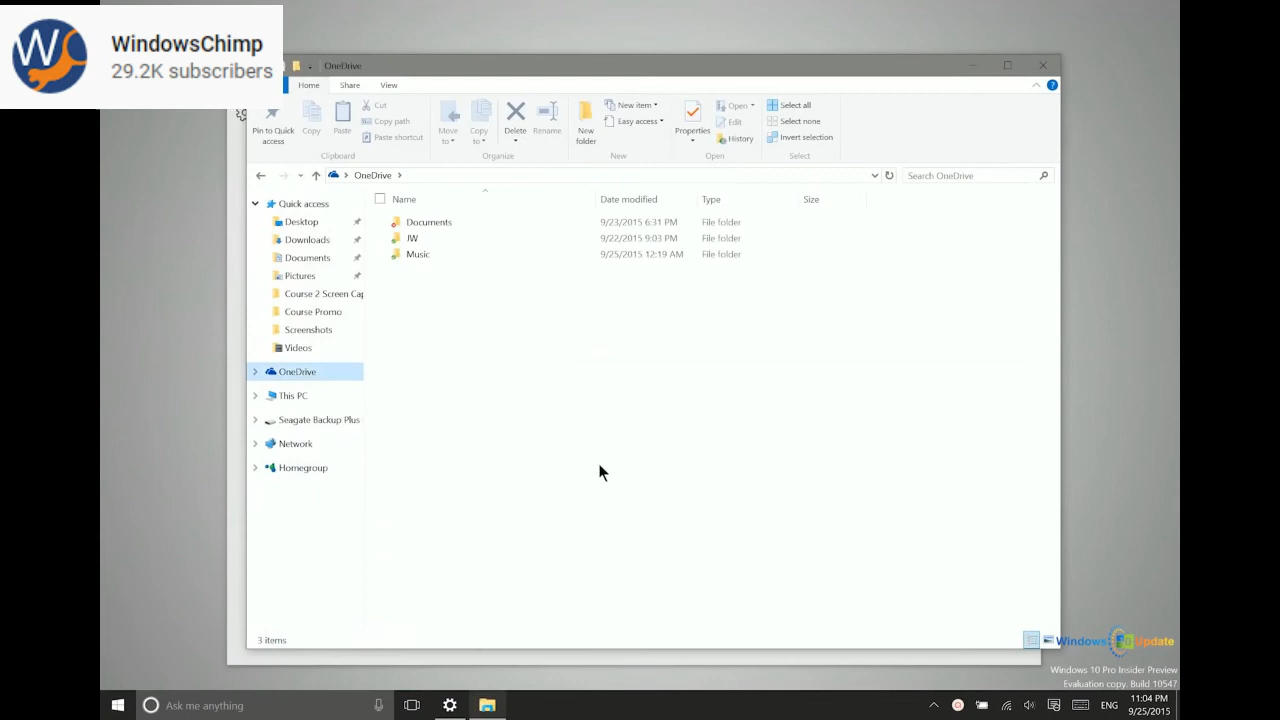 WindowsChimp
29.2K subscribers
OneDrive
Home Share View
Pin to Quick access
Copy
Paste
Cut
Copy path
Paste shortcut
Clipboard
Move to
Copy to
Delete
Rename
Organize
New folder
New item
Easy access
New
Properties
Open
Edit
History
Open
Select all
Select none
Invert selection
Select
OneDrive
Search OneDrive
Name Date modified Type Size
Documents 9/23/2015 6:31 PM File folder
JW 9/22/2015 9:03 PM File folder
Music 9/25/2015 12:19 AM File folder
Quick access
Desktop
Downloads
Documents
Pictures
Course 2 Screen Cap
Course Promo
Screenshots
Videos
OneDrive
This PC
Seagate Backup Plus
Network
Homegroup
3 items
Windows 10 Update
Windows 10 Pro Insider Preview
Evaluation copy. Build 10547
Ask me anything
ENG
11:04 PM
9/25/2015